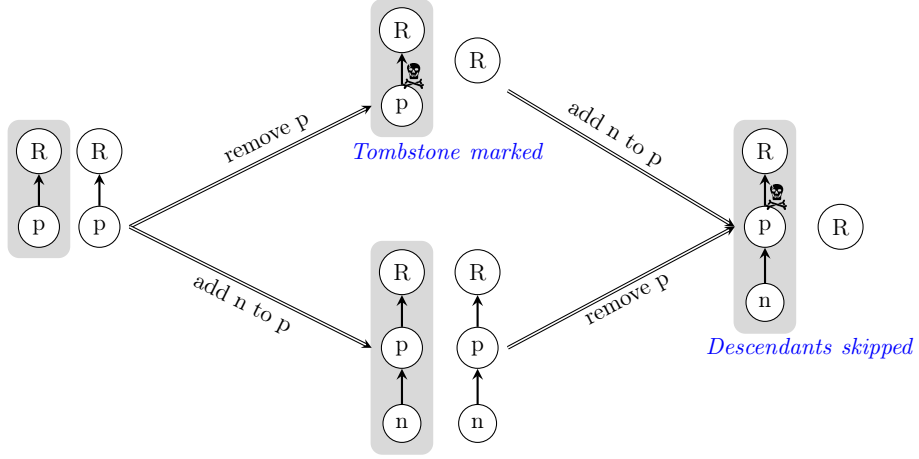 R
R
p
Tombstone marked
remove p
add n to p
R
R
p
p
add n to p
R
R
p
p
n
n
remove p
R
p
n
R
Descendants skipped